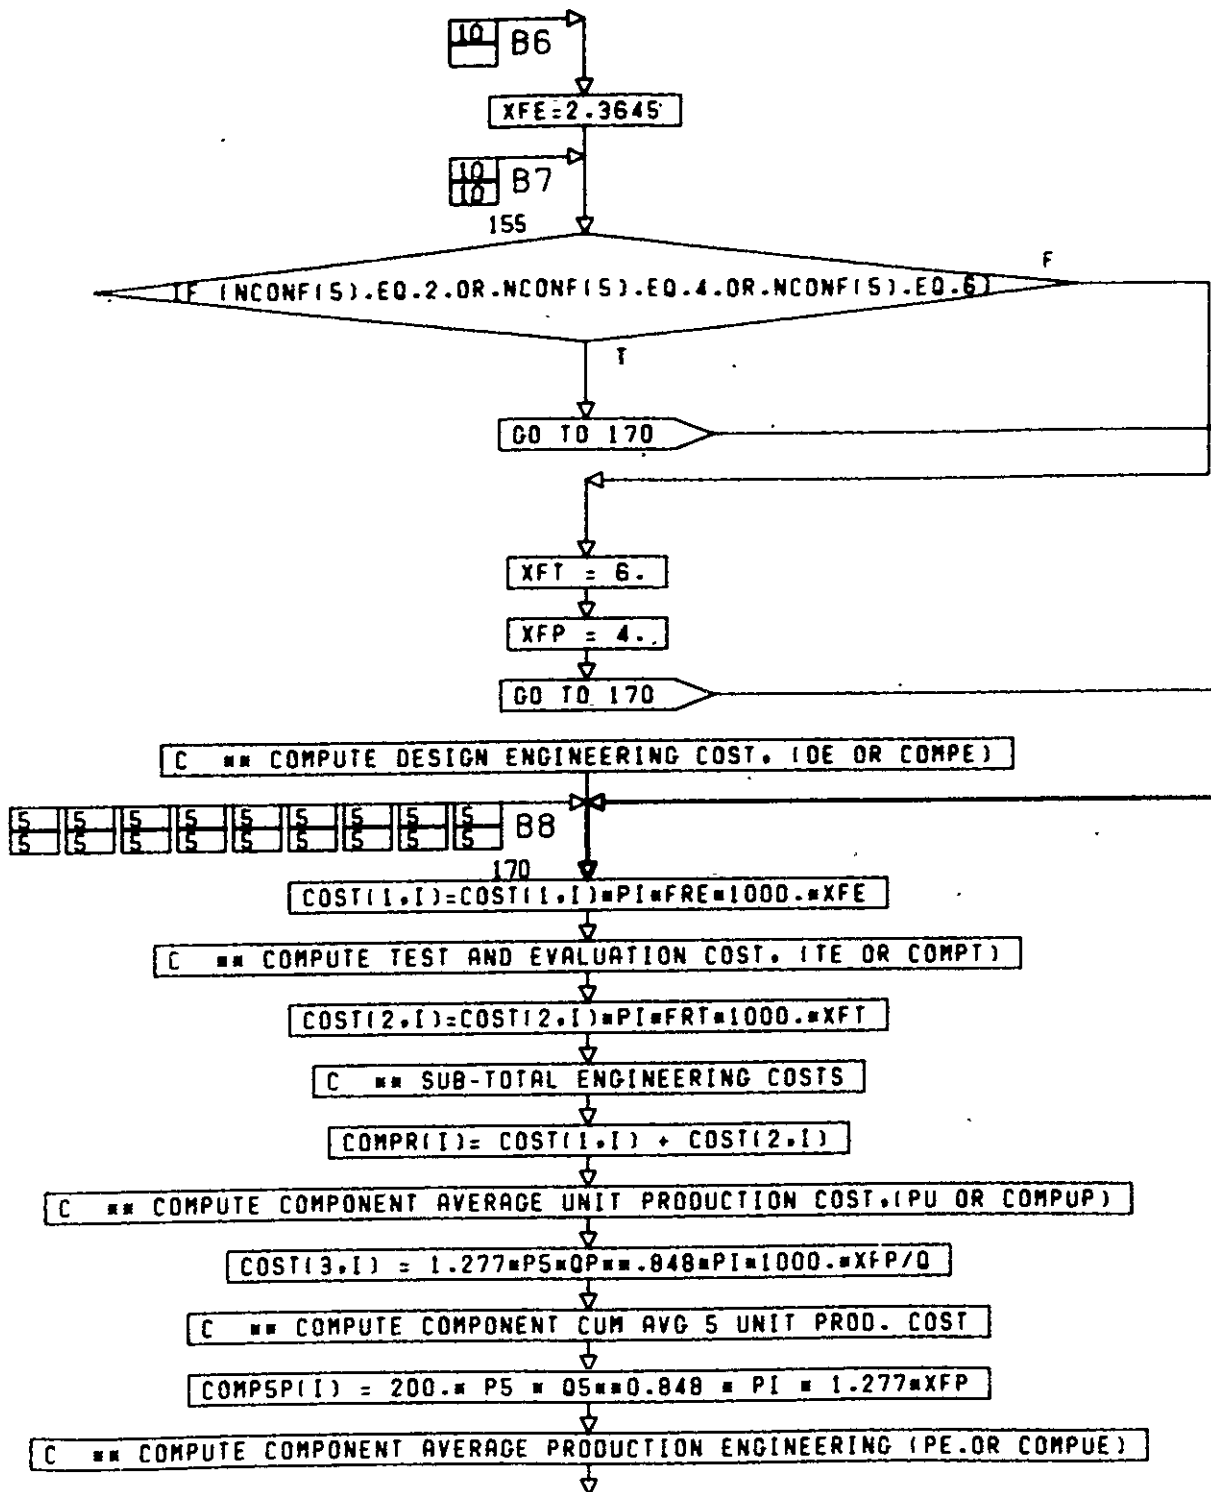 10 B6
XFE=2.3645
10 B7
10
155
F
IF (NCONF(5).EQ.2.OR.NCONF(5).EQ.4.OR.NCONF(5).EQ.6)
T
GO TO 170
XFT = 6.
XFP = 4.
GO TO 170
C ** COMPUTE DESIGN ENGINEERING COST. (DE OR COMPE)
5 5 5 5 5 5 5 5 5 B8
5 5 5 5 5 5 5 5 5
170
COST(1,I)=COST(1,I)*PI*FRE*1000.*XFE
C ** COMPUTE TEST AND EVALUATION COST. (TE OR COMPT)
COST(2,I)=COST(2,I)*PI*FRT*1000.*XFT
C ** SUB-TOTAL ENGINEERING COSTS
COMPR(I)= COST(1,I) + COST(2,I)
C ** COMPUTE COMPONENT AVERAGE UNIT PRODUCTION COST.(PU OR COMPUP)
COST(3,I) = 1.277*P5*QP**.848*PI*1000.*XFP/Q
C ** COMPUTE COMPONENT CUM AVG 5 UNIT PROD. COST
COMP5P(I) = 200.* P5 * Q5**0.848 * PI * 1.277*XFP
C ** COMPUTE COMPONENT AVERAGE PRODUCTION ENGINEERING (PE.OR COMPUE)